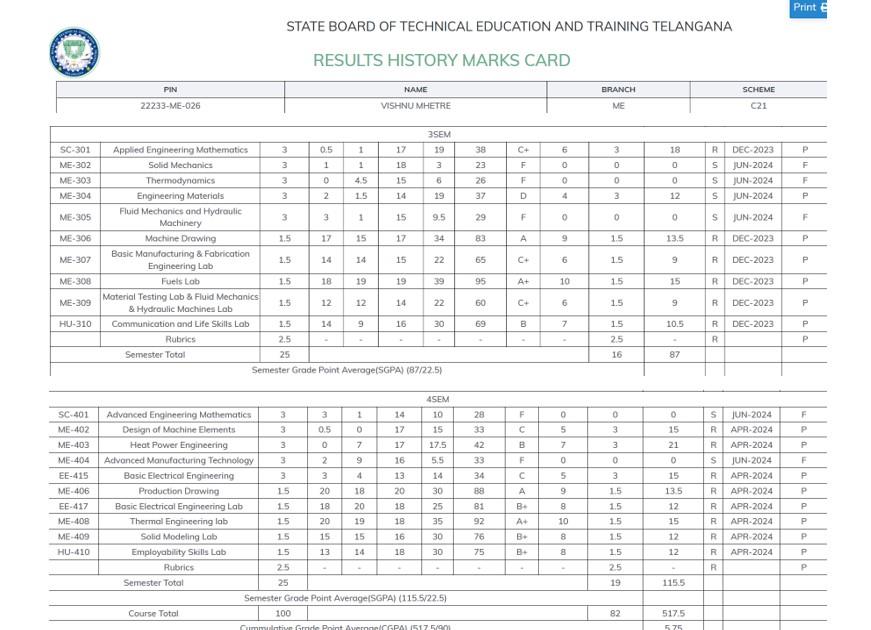 Print
STATE BOARD OF TECHNICAL EDUCATION AND TRAINING TELANGANA
RESULTS HISTORY MARKS CARD
PIN NAME BRANCH SCHEME
22233-ME-026 VISHNU MHETRE ME C21
3SEM
SC-301 Applied Engineering Mathematics 3 0.5 1 17 19 38 C+ 6 3 18 R DEC-2023 P
ME-302 Solid Mechanics 3 1 1 18 3 23 F 0 0 0 S JUN-2024 F
ME-303 Thermodynamics 3 0 4.5 15 6 26 F 0 0 0 S JUN-2024 F
ME-304 Engineering Materials 3 2 1.5 14 19 37 D 4 3 12 S JUN-2024 P
ME-305 Fluid Mechanics and Hydraulic Machinery 3 3 1 15 9.5 29 F 0 0 0 S JUN-2024 F
ME-306 Machine Drawing 1.5 17 15 17 34 83 A 9 1.5 13.5 R DEC-2023 P
ME-307 Basic Manufacturing & Fabrication Engineering Lab 1.5 14 14 15 22 65 C+ 6 1.5 9 R DEC-2023 P
ME-308 Fuels Lab 1.5 18 19 19 39 95 A+ 10 1.5 15 R DEC-2023 P
ME-309 Material Testing Lab & Fluid Mechanics & Hydraulic Machines Lab 1.5 12 12 14 22 60 C+ 6 1.5 9 R DEC-2023 P
HU-310 Communication and Life Skills Lab 1.5 14 9 16 30 69 B 7 1.5 10.5 R DEC-2023 P
Rubrics 2.5 - - - - - - - 2.5 - R P
Semester Total 25 16 87
Semester Grade Point Average(SGPA) (87/22.5)
4SEM
SC-401 Advanced Engineering Mathematics 3 3 1 14 10 28 F 0 0 0 S JUN-2024 F
ME-402 Design of Machine Elements 3 0.5 0 17 15 33 C 5 3 15 R APR-2024 P
ME-403 Heat Power Engineering 3 0 7 17 17.5 42 B 7 3 21 R APR-2024 P
ME-404 Advanced Manufacturing Technology 3 2 9 16 5.5 33 F 0 0 0 S JUN-2024 F
EE-415 Basic Electrical Engineering 3 3 4 13 14 34 C 5 3 15 R APR-2024 P
ME-406 Production Drawing 1.5 20 18 20 30 88 A 9 1.5 13.5 R APR-2024 P
EE-417 Basic Electrical Engineering Lab 1.5 18 20 18 25 81 B+ 8 1.5 12 R APR-2024 P
ME-408 Thermal Engineering lab 1.5 20 19 18 35 92 A+ 10 1.5 15 R APR-2024 P
ME-409 Solid Modeling Lab 1.5 15 15 16 30 76 B+ 8 1.5 12 R APR-2024 P
HU-410 Employability Skills Lab 1.5 13 14 18 30 75 B+ 8 1.5 12 R APR-2024 P
Rubrics 2.5 - - - - - - - 2.5 - R P
Semester Total 25 19 115.5
Semester Grade Point Average(SGPA) (115.5/22.5)
Course Total 100 82 517.5
Cummulative Grade Point Average(CGPA) (517.5/90) 5.75